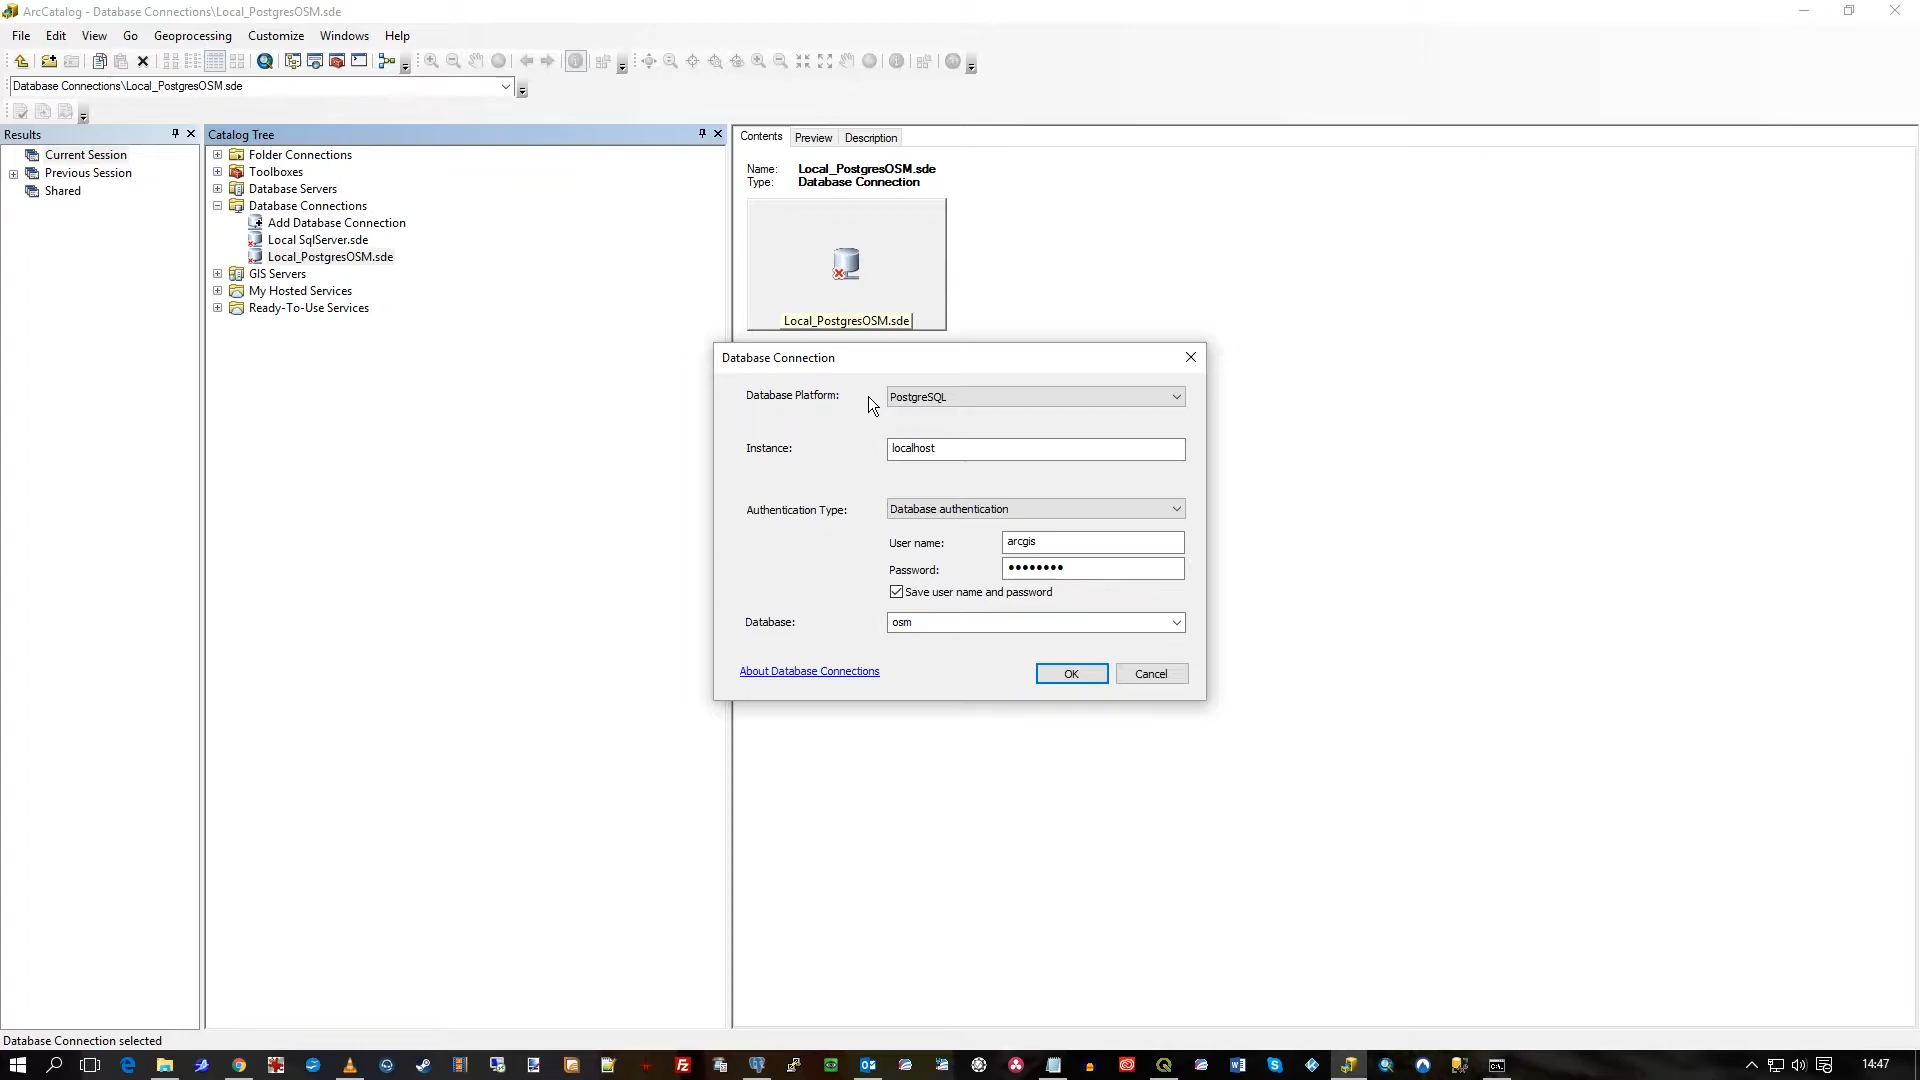 ArcCatalog - Database Connections\Local_PostgresOSM.sde
File Edit View Go Geoprocessing Customize Windows Help
Database Connections\Local_PostgresOSM.sde
Results
Current Session
Previous Session
Shared
Catalog Tree
Folder Connections
Toolboxes
Database Servers
Database Connections
Add Database Connection
Local SqlServer.sde
Local_PostgresOSM.sde
GIS Servers
My Hosted Services
Ready-To-Use Services
Contents Preview Description
Name: Local_PostgresOSM.sde
Type: Database Connection
Local_PostgresOSM.sde
Database Connection
Database Platform: PostgreSQL
Instance: localhost
Authentication Type: Database authentication
User name: arcgis
Password: ••••••••
Save user name and password
Database: osm
About Database Connections
OK Cancel
Database Connection selected
14:47